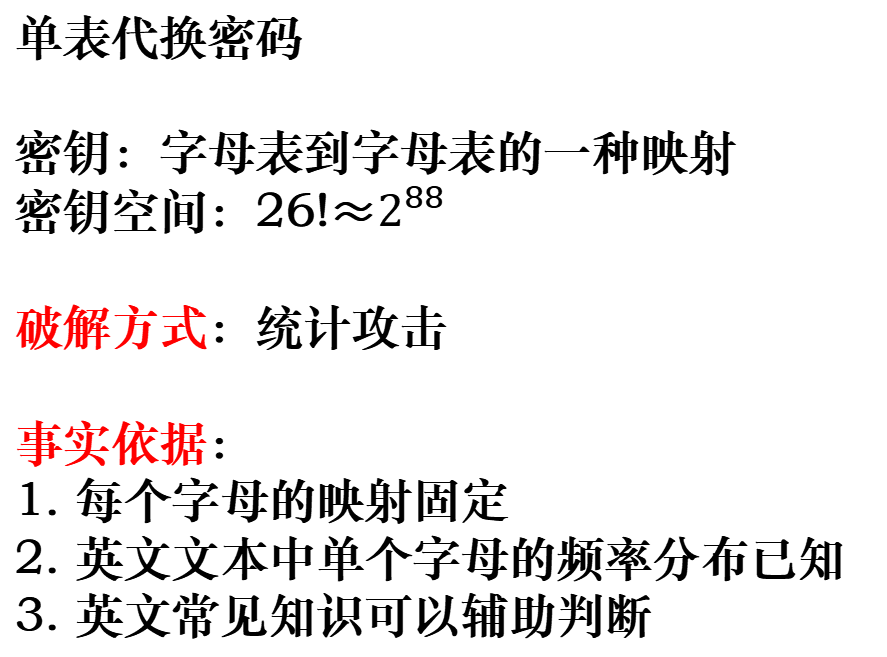 单表代换密码
密钥：字母表到字母表的一种映射
密钥空间：26!≈2⁸⁸
破解方式：统计攻击
事实依据：
1. 每个字母的映射固定
2. 英文文本中单个字母的频率分布已知
3. 英文常见知识可以辅助判断